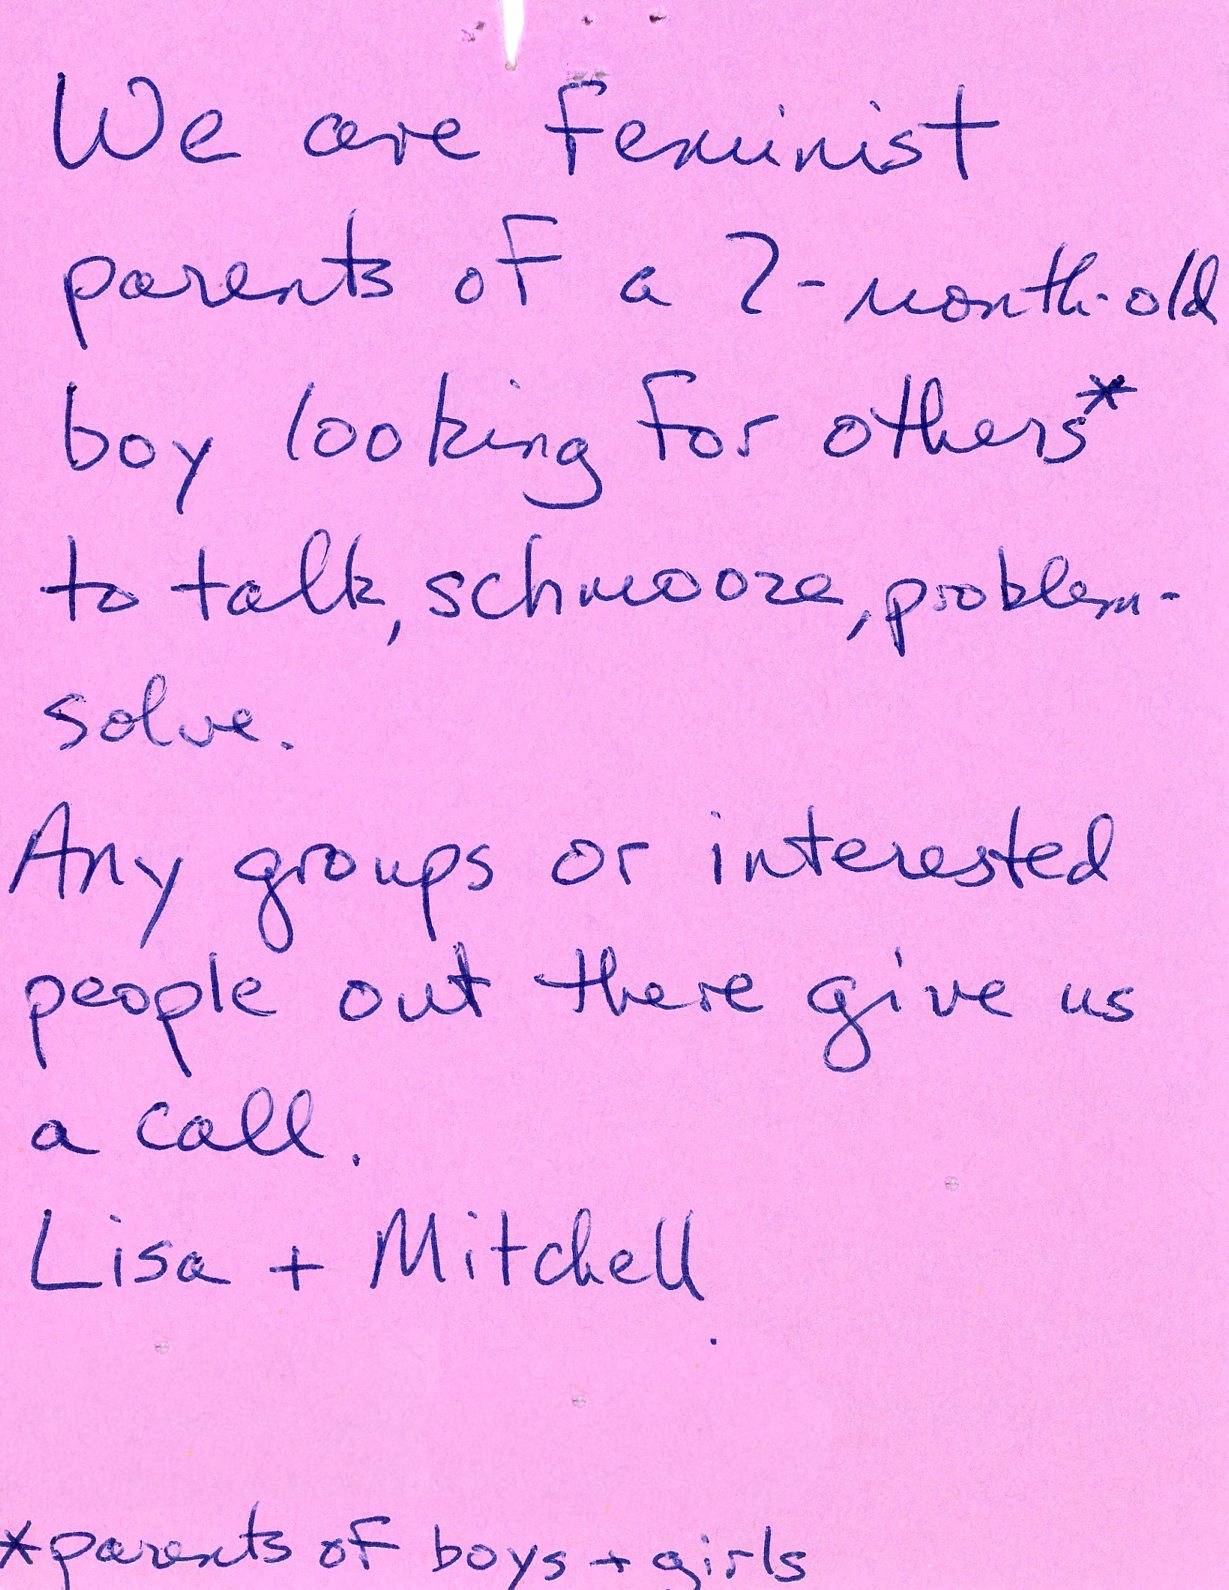 We are feminist
parents of a 2-month-old
boy looking for others*
to talk, schmooze, problem-
solve.
Any groups or interested
people out there give us
a call.
Lisa + Mitchell
*parents of boys + girls